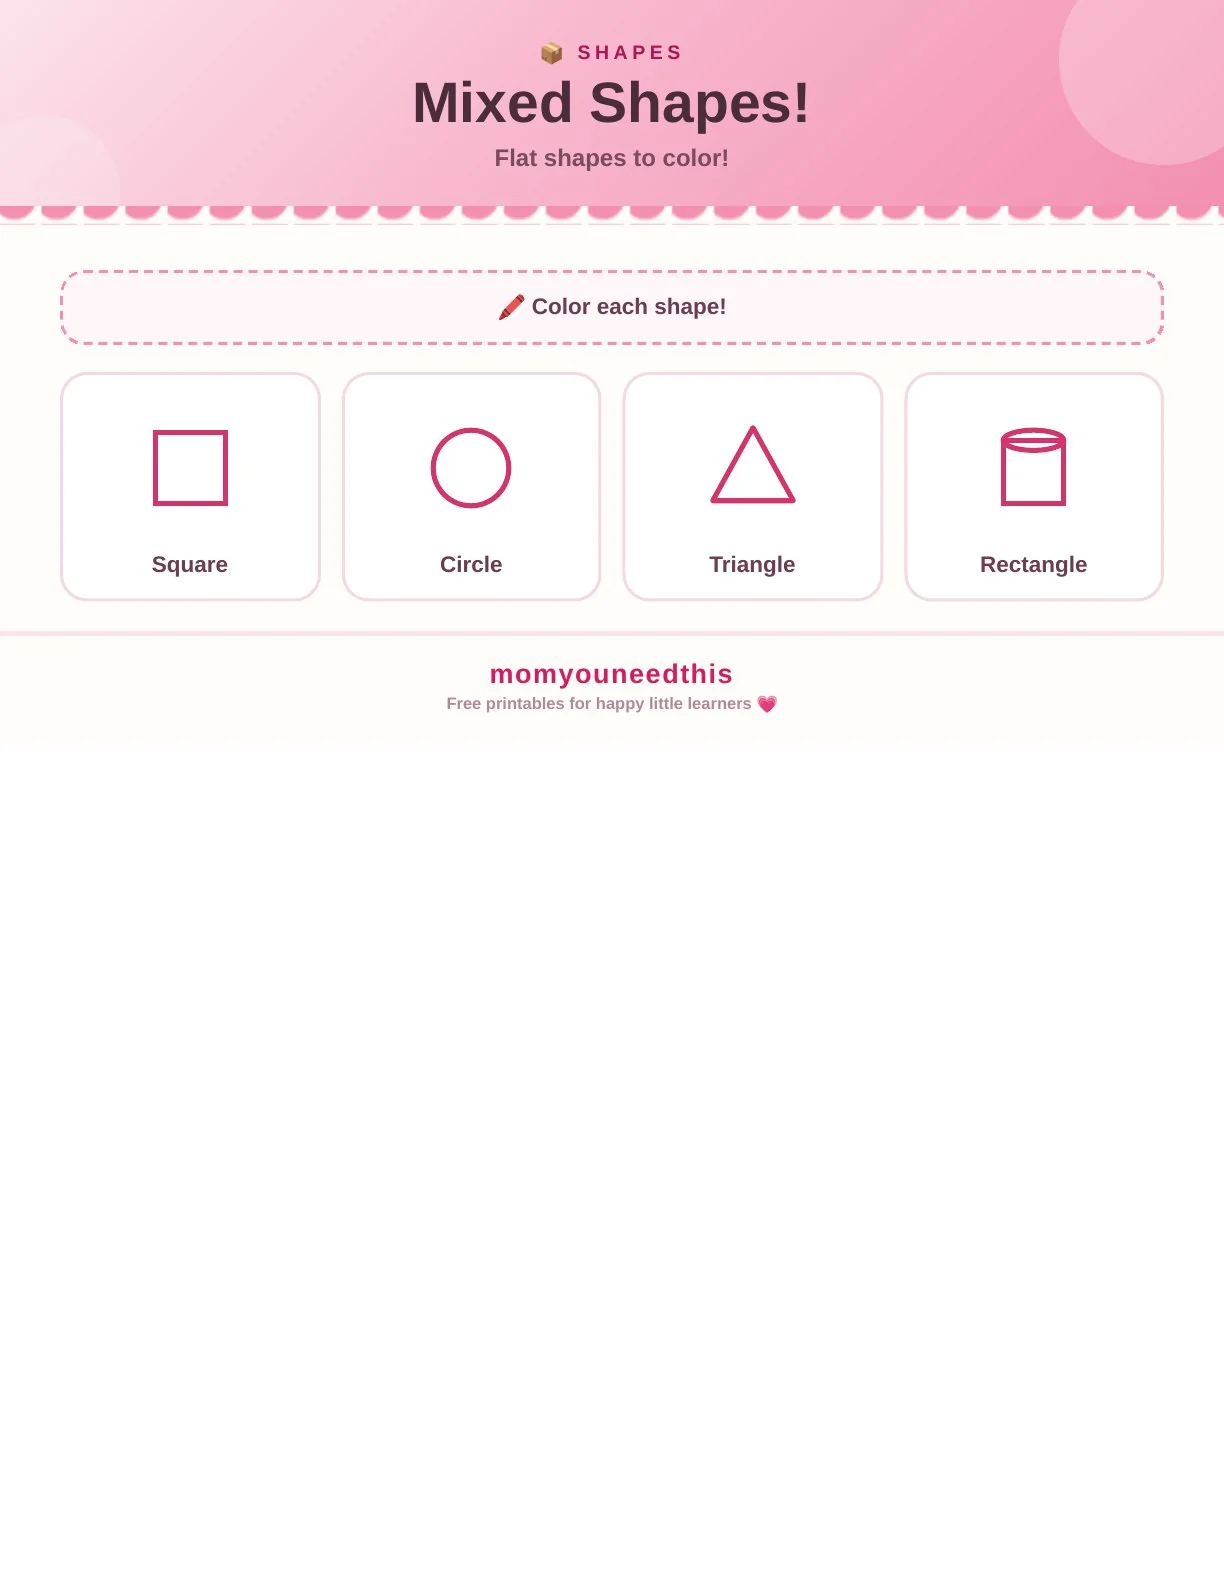 📦 SHAPES
Mixed Shapes!
Flat shapes to color!
🖍️ Color each shape!
Square
Circle
Triangle
Rectangle
momyouneedthis
Free printables for happy little learners 💗